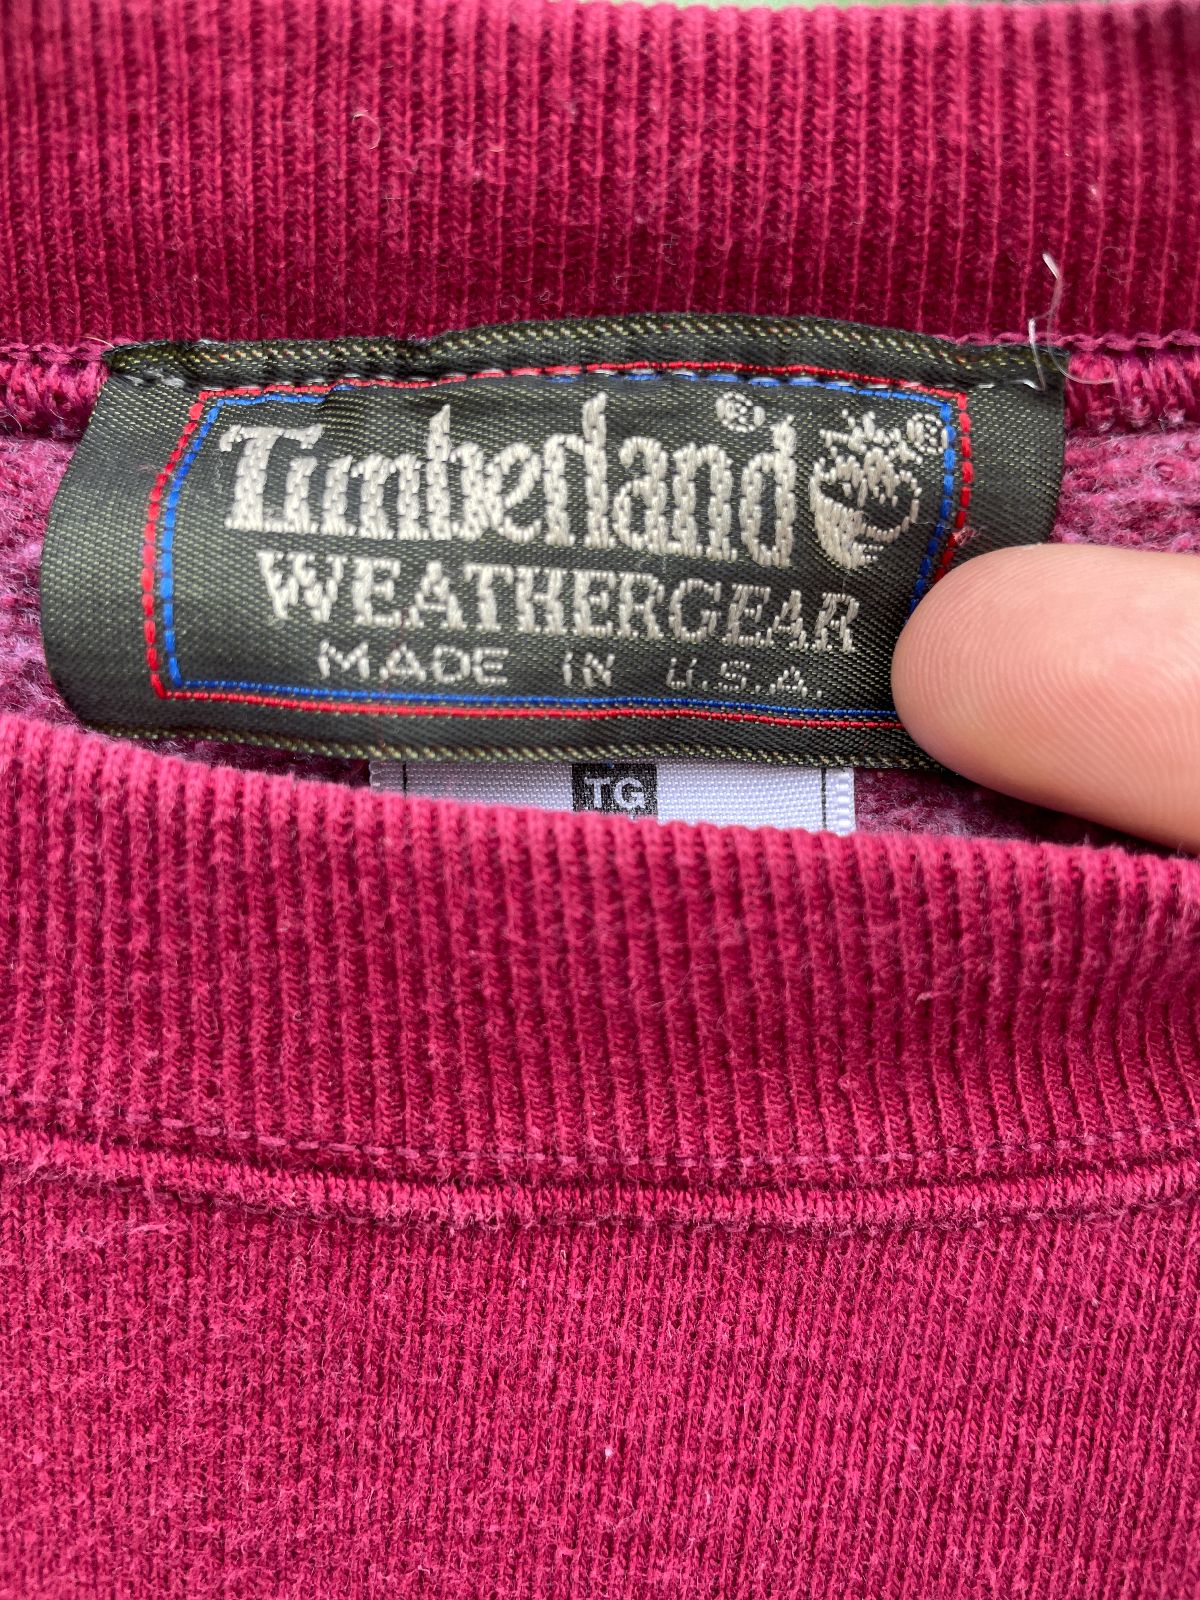 Timberland®
®
WEATHERGEAR
MADE IN U.S.A.
TG